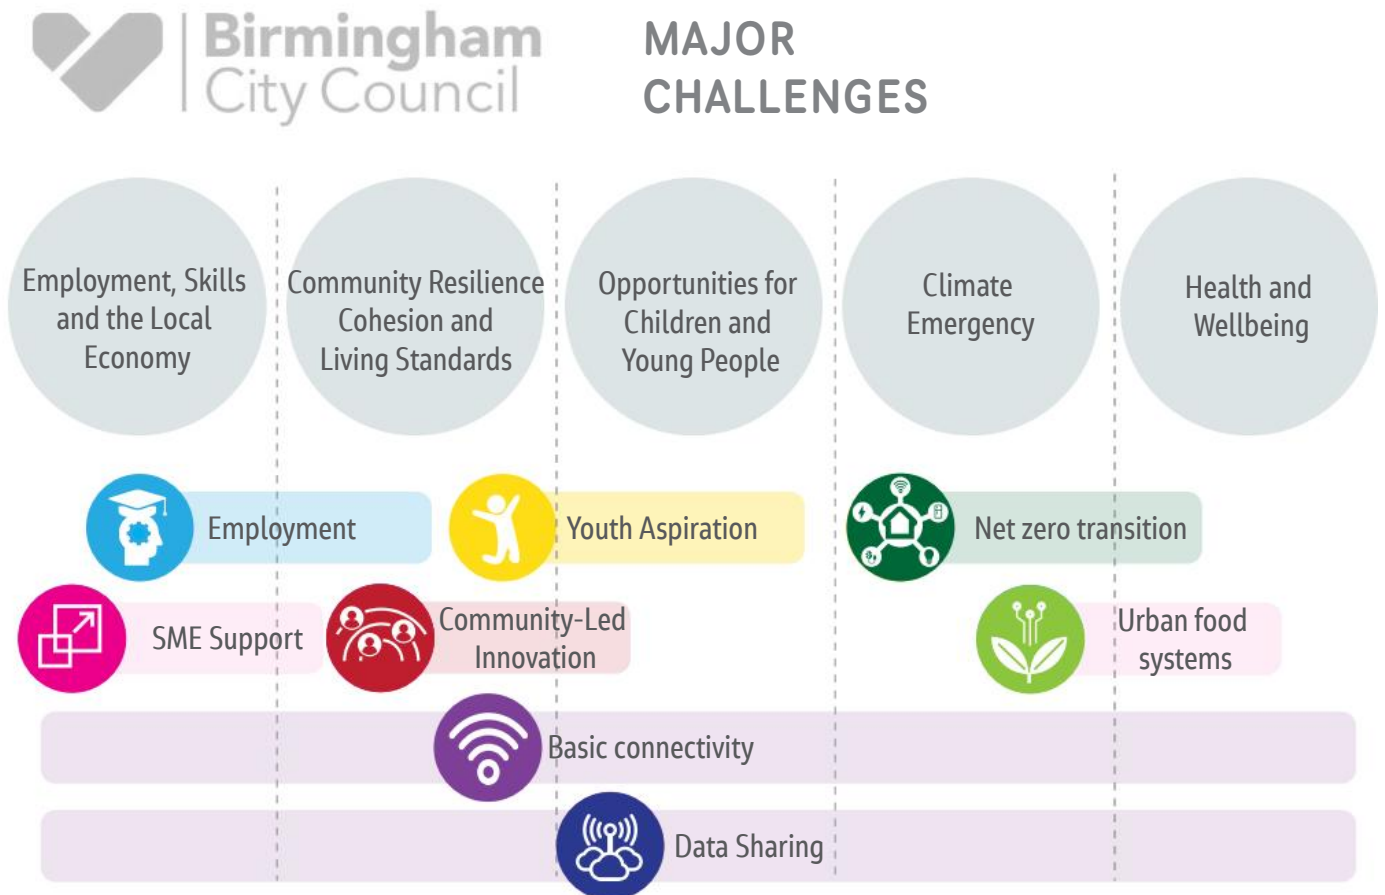 Birmingham
City Council
MAJOR
CHALLENGES
Employment, Skills
and the Local
Economy
Community Resilience
Cohesion and
Living Standards
Opportunities for
Children and
Young People
Climate
Emergency
Health and
Wellbeing
Employment
Youth Aspiration
Net zero transition
SME Support
Community-Led
Innovation
Urban food
systems
Basic connectivity
Data Sharing